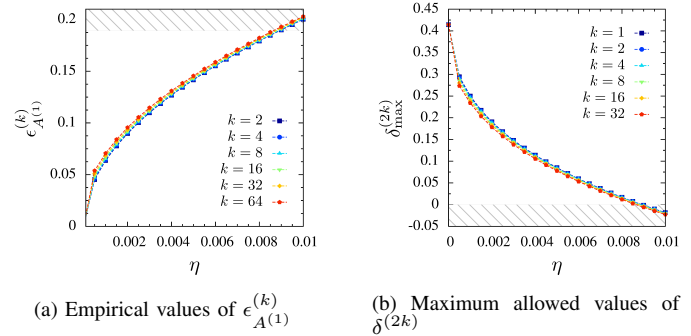 0.2
0.15
0.1
0.05
0
0.002 0.004 0.006 0.008 0.01
ϵ_{A^{(1)}}^{(k)}
η
k = 2
k = 4
k = 8
k = 16
k = 32
k = 64
(a) Empirical values of ϵ_{A^{(1)}}^{(k)}
0.45
0.4
0.35
0.3
0.25
0.2
0.15
0.1
0.05
0
-0.05
0 0.002 0.004 0.006 0.008 0.01
δ_{max}^{(2k)}
η
k = 1
k = 2
k = 4
k = 8
k = 16
k = 32
(b) Maximum allowed values of
δ^{(2k)}